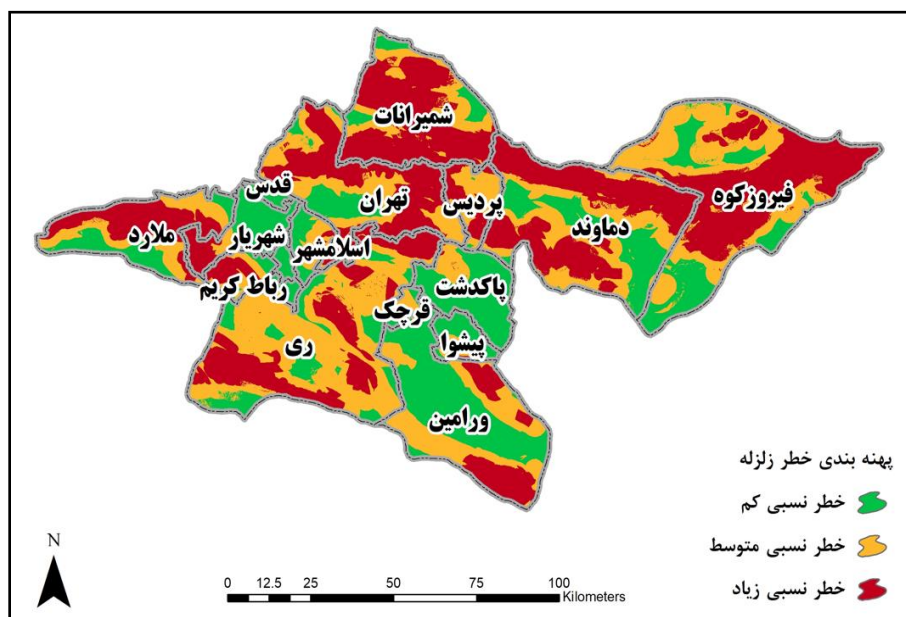 شمیرانات
فیروزکوه
قدس
تهران
پردیس
دماوند
ملارد
شهریار
اسلامشهر
رباط کریم
پاکدشت
قرچک
پیشوا
ری
ورامین
پهنه بندی خطر زلزله
خطر نسبی کم
خطر نسبی متوسط
خطر نسبی زیاد
N
0 12.5 25 50 75 100
Kilometers